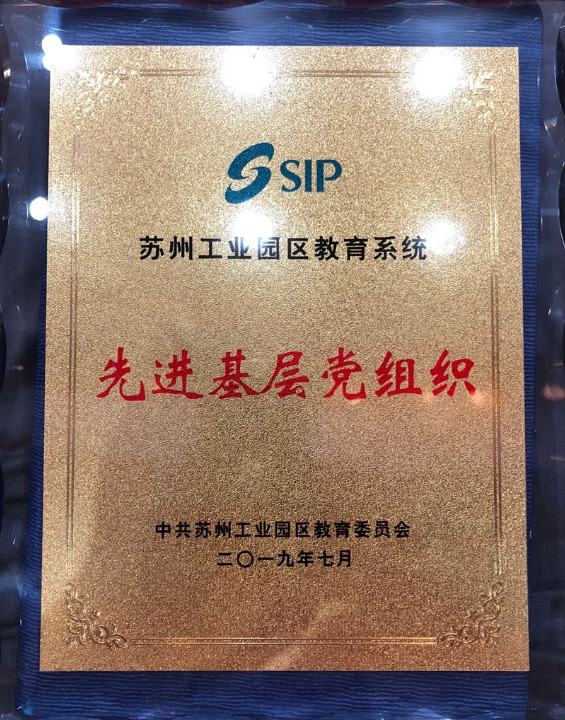 SIP
苏州工业园区教育系统
先进基层党组织
中共苏州工业园区教育委员会
二〇一九年七月